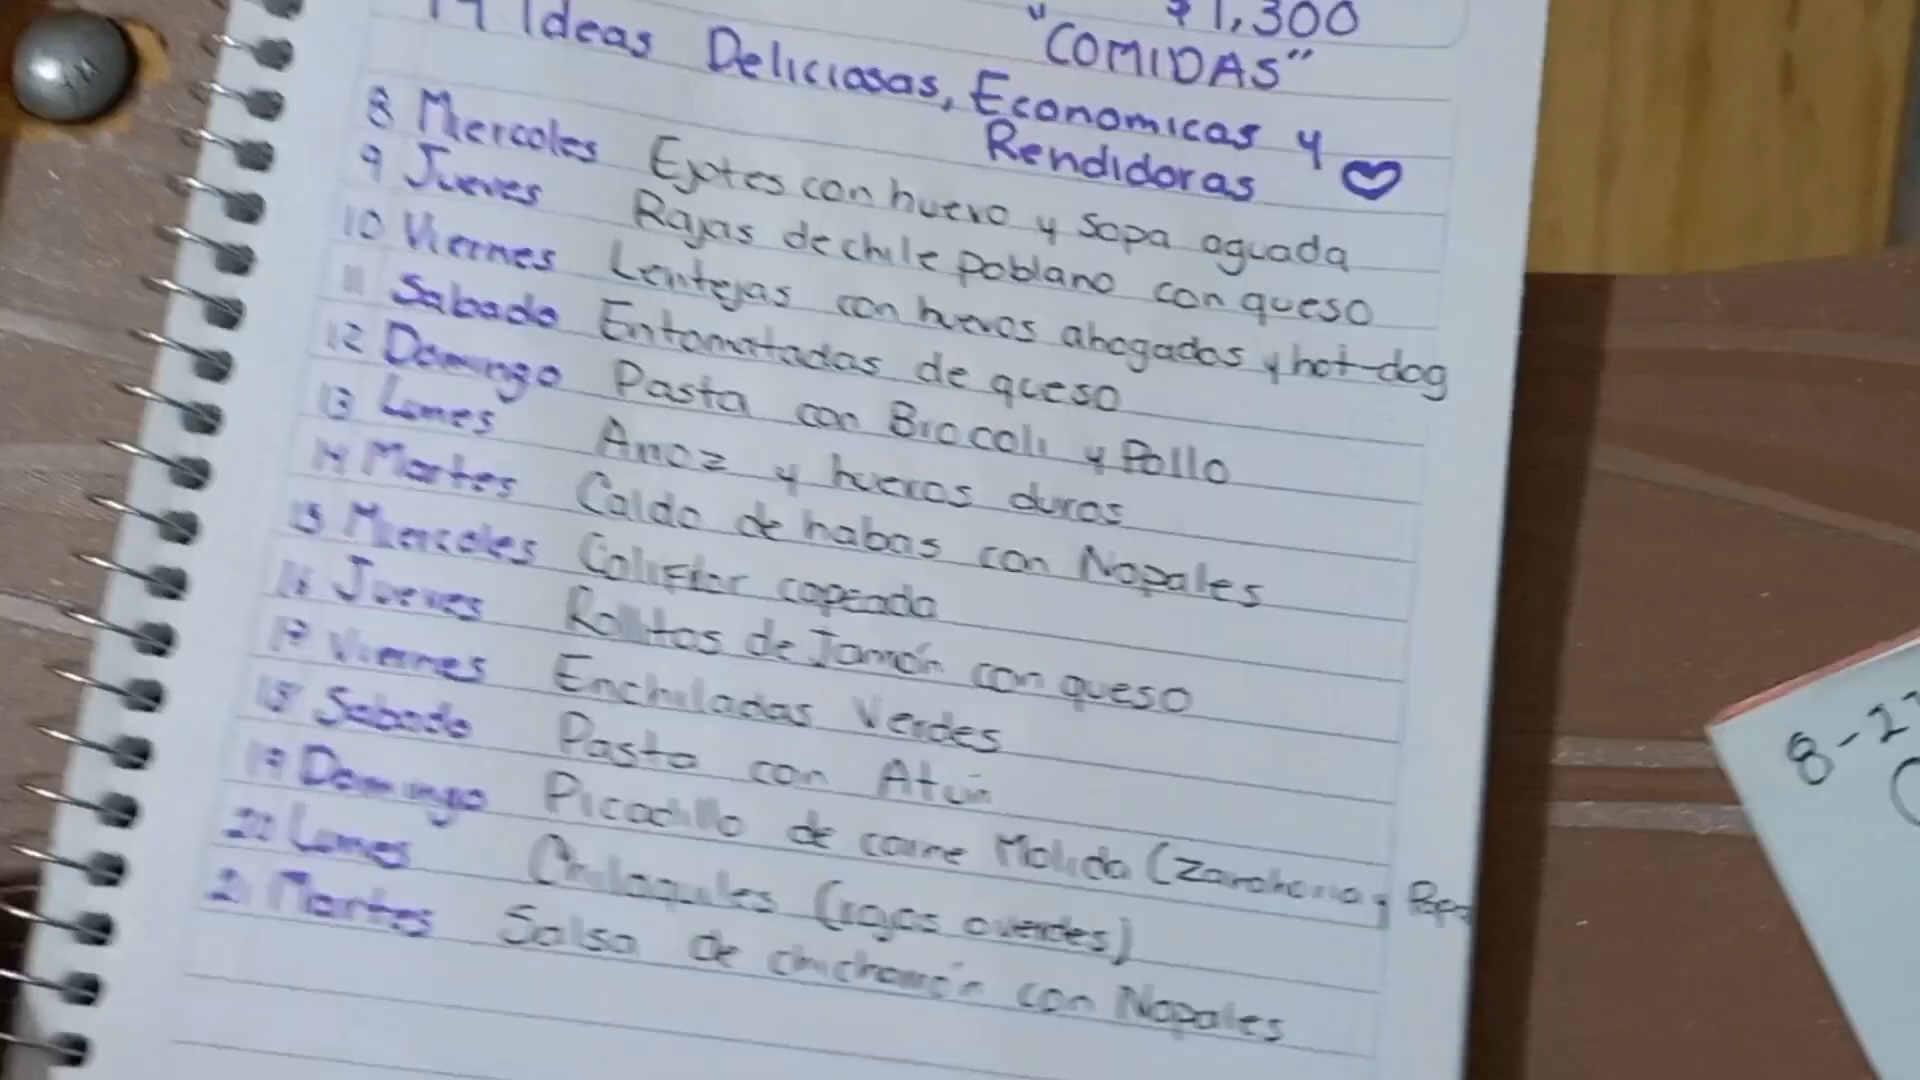 $1,300
"COMIDAS"
14 Ideas Deliciosas, Economicas y
Rendidoras
8 Miercoles Ejotes con huevo y Sopa aguada
9 Jueves Rajas de chile poblano con queso
10 Viernes Lentejas con huevos ahogados y hot-dog
11 Sabado Entomatadas de queso
12 Domingo Pasta con Brocoli y Pollo
13 Lunes Arroz y huevos duros
14 Martes Caldo de habas con Nopales
15 Miercoles Coliflor capeada
16 Jueves Rollitos de Jamón con queso
17 Viernes Enchiladas Verdes
18 Sabado Pasta con Atún
19 Domingo Picadillo de carne Molida (Zanahoria y Papa
20 Lunes Chilaquiles (rojos o verdes)
21 Martes Salsa de chicharrón con Nopales
8-2